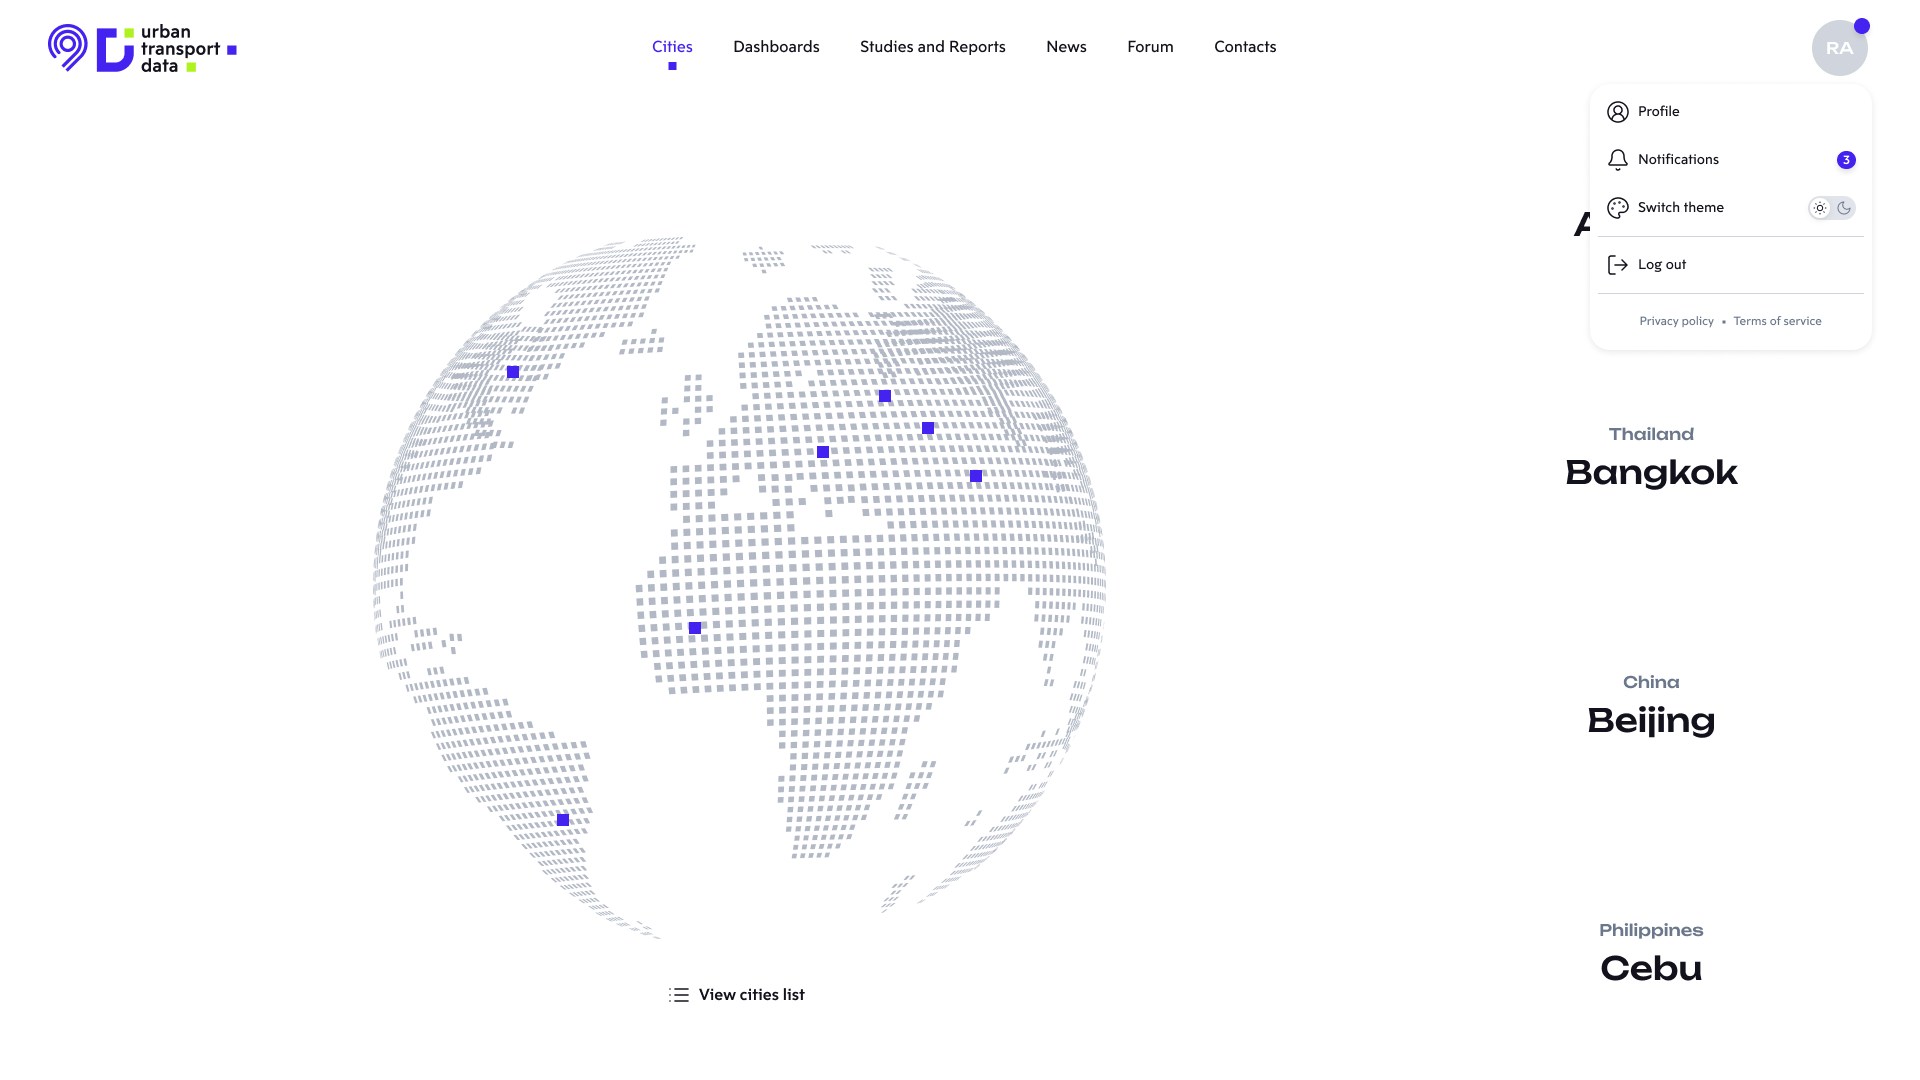 urban
transport
data
Cities
Dashboards
Studies and Reports
News
Forum
Contacts
RA
Profile
Notifications
3
Switch theme
Log out
Privacy policy • Terms of service
Thailand
Bangkok
China
Beijing
Philippines
Cebu
View cities list